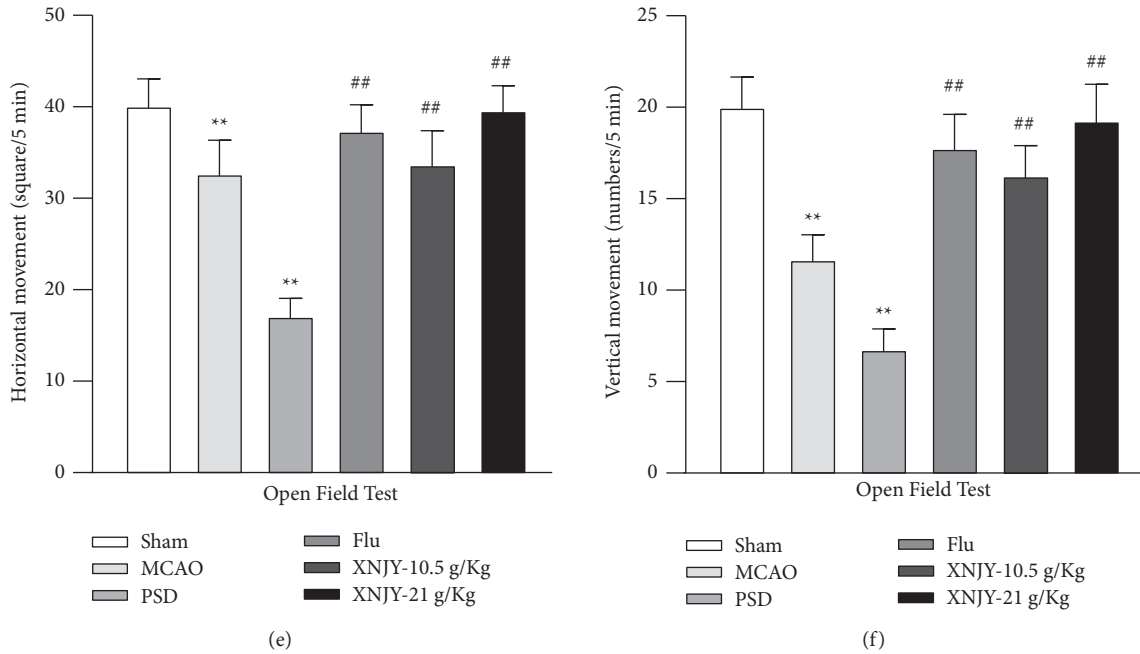 50
40
30
20
10
0
Horizontal movement (square/5 min)
**
**
##
##
##
Open Field Test
Sham
MCAO
PSD
Flu
XNJY-10.5 g/Kg
XNJY-21 g/Kg
(e)
25
20
15
10
5
0
Vertical movement (numbers/5 min)
**
**
##
##
##
Open Field Test
Sham
MCAO
PSD
Flu
XNJY-10.5 g/Kg
XNJY-21 g/Kg
(f)